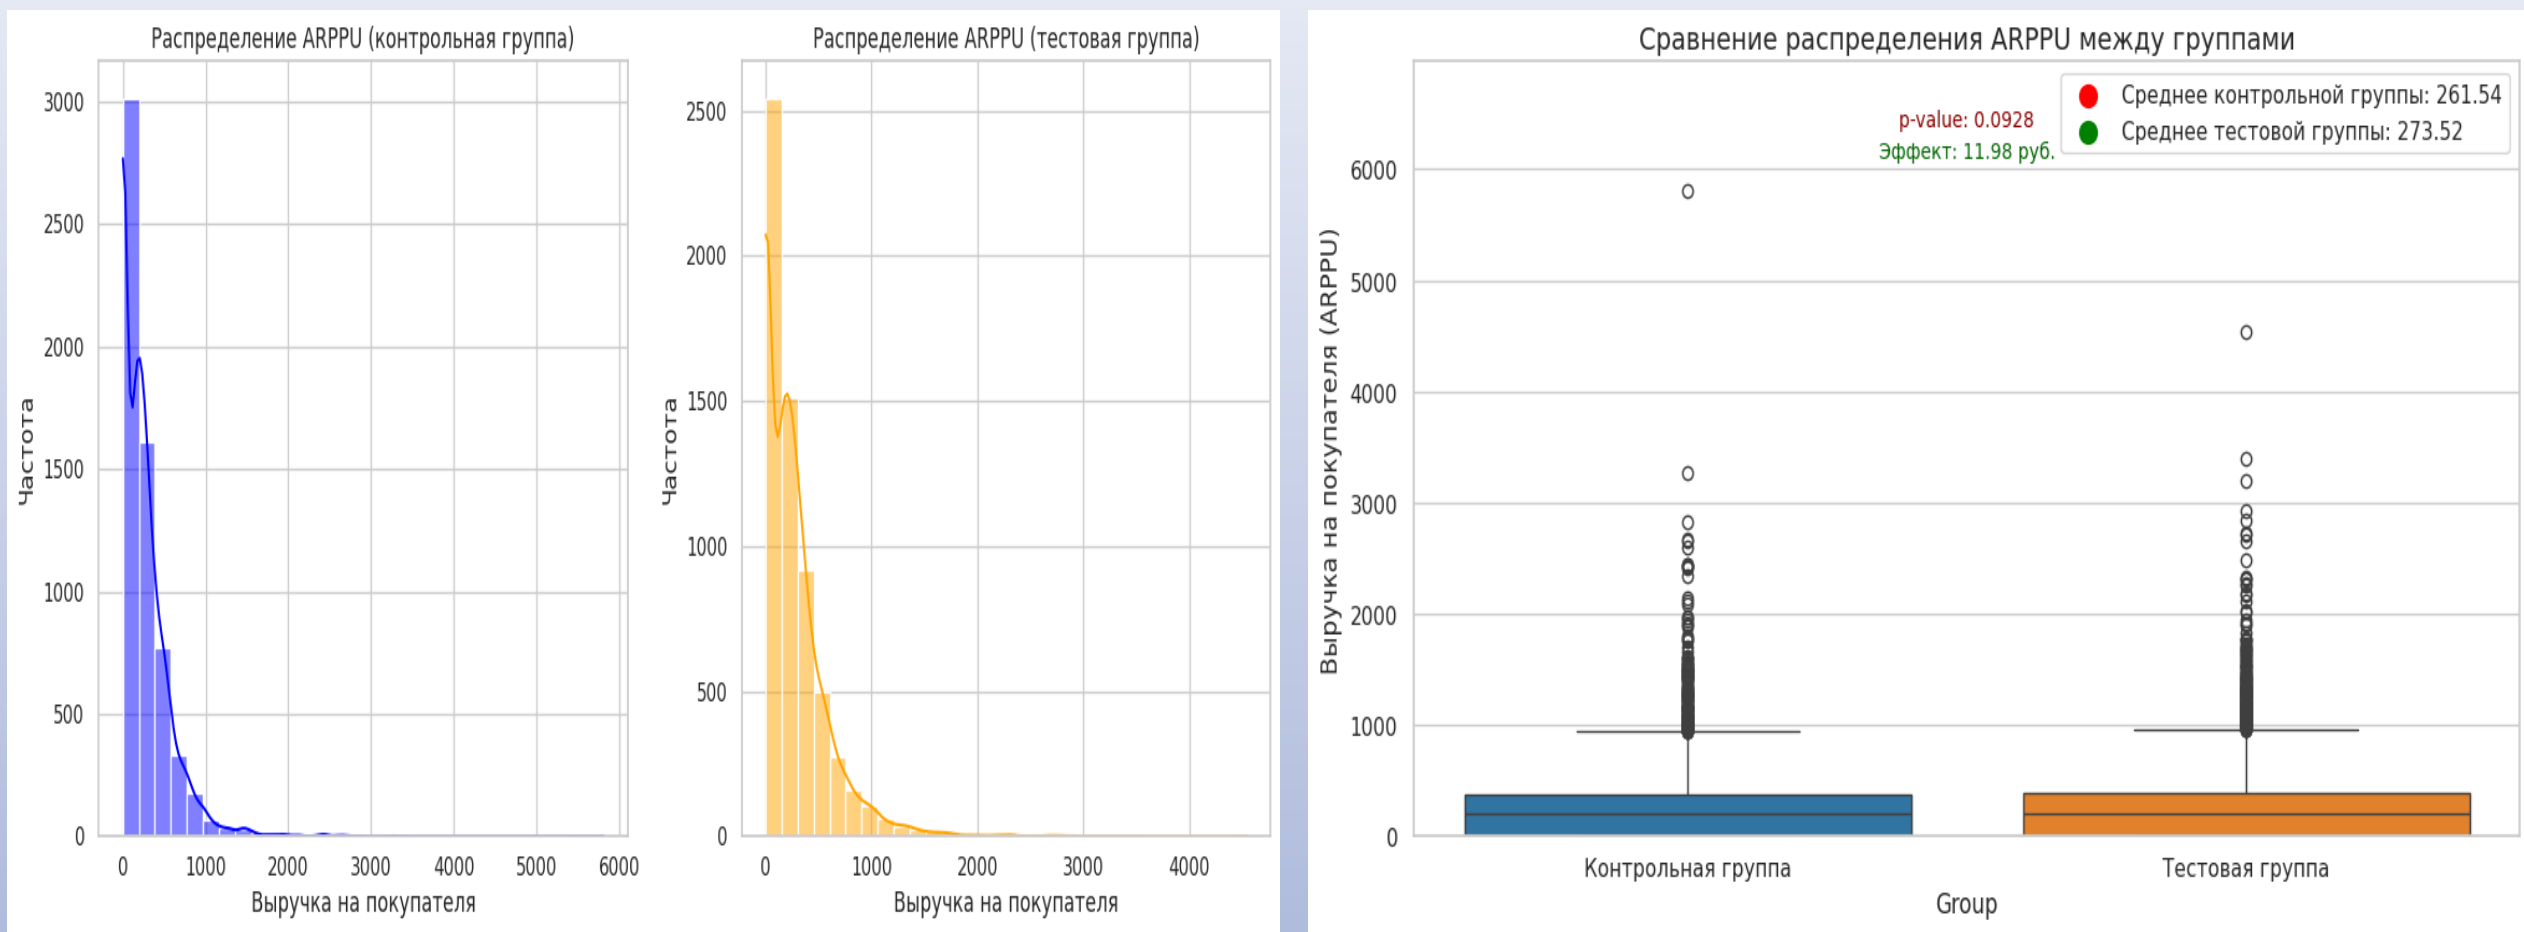 Распределение ARPPU (контрольная группа)
3000
2500
2000
1500
1000
500
0
Частота
0 1000 2000 3000 4000 5000 6000
Выручка на покупателя
Распределение ARPPU (тестовая группа)
2500
2000
1500
1000
500
0
Частота
0 1000 2000 3000 4000
Выручка на покупателя
Сравнение распределения ARPPU между группами
Среднее контрольной группы: 261.54
Среднее тестовой группы: 273.52
p-value: 0.0928
Эффект: 11.98 руб.
6000
5000
4000
3000
2000
1000
0
Выручка на покупателя (ARPPU)
Контрольная группа Тестовая группа
Group